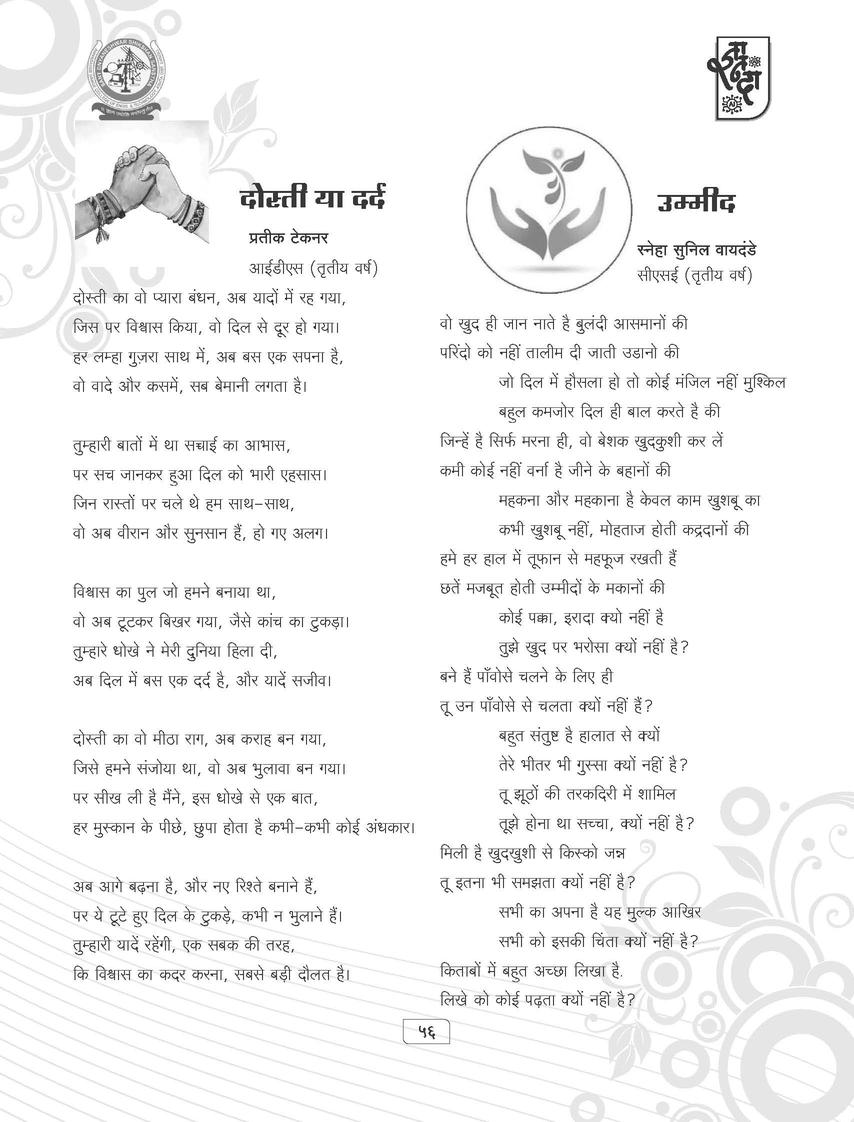 दोस्ती या दर्द
प्रतीक टेकनर
आईडीएस (तृतीय वर्ष)
दोस्ती का वो प्यारा बंधन, अब यादों में रह गया,
जिस पर विश्वास किया, वो दिल से दूर हो गया।
हर लम्हा गुज़रा साथ में, अब बस एक सपना है,
वो वादे और कसमें, सब बेमानी लगता है।
तुम्हारी बातों में था सच्चाई का आभास,
पर सच जानकर हुआ दिल को भारी एहसास।
जिन रास्तों पर चले थे हम साथ-साथ,
वो अब वीरान और सुनसान हैं, हो गए अलग।
विश्वास का पुल जो हमने बनाया था,
वो अब टूटकर बिखर गया, जैसे कांच का टुकड़ा।
तुम्हारे धोखे ने मेरी दुनिया हिला दी,
अब दिल में बस एक दर्द है, और यादें सजीव।
दोस्ती का वो मीठा राग, अब कराह बन गया,
जिसे हमने संजोया था, वो अब भुलावा बन गया।
पर सीख ली है मैंने, इस धोखे से एक बात,
हर मुस्कान के पीछे, छुपा होता है कभी-कभी कोई अंधकार।
अब आगे बढ़ना है, और नए रिश्ते बनाने हैं,
पर ये टूटे हुए दिल के टुकड़े, कभी न भुलाने हैं।
तुम्हारी यादें रहेंगी, एक सबक की तरह,
कि विश्वास का कदर करना, सबसे बड़ी दौलत है।
उम्मीद
स्नेहा सुनिल वायदंडे
सीएसई (तृतीय वर्ष)
वो खुद ही जान नाते है बुलंदी आसमानों की
परिंदो को नहीं तालीम दी जाती उडानो की
जो दिल में हौसला हो तो कोई मंजिल नहीं मुश्किल
बहुल कमजोर दिल ही बाल करते है की
जिन्हें है सिर्फ मरना ही, वो बेशक खुदकुशी कर लें
कमी कोई नहीं वर्ना है जीने के बहानों की
महकना और महकाना है केवल काम खुशबू का
कभी खुशबू नहीं, मोहताज होती कद्रदानों की
हमे हर हाल में तूफान से महफूज रखती हैं
छतें मजबूत होती उम्मीदों के मकानों की
कोई पक्का, इरादा क्यो नहीं है
तुझे खुद पर भरोसा क्यों नहीं है?
बने हैं पाँवोसे चलने के लिए ही
तू उन पाँवोसे से चलता क्यों नहीं हैं?
बहुत संतुष्ट है हालात से क्यों
तेरे भीतर भी गुस्सा क्यों नहीं है?
तू झूठों की तरकदिरी में शामिल
तूझे होना था सच्चा, क्यों नहीं है?
मिली है खुदखुशी से किस्को जन्न
तू इतना भी समझता क्यों नहीं है?
सभी का अपना है यह मुल्क आखिर
सभी को इसकी चिंता क्यों नहीं है?
किताबों में बहुत अच्छा लिखा है.
लिखे को कोई पढ़ता क्यों नहीं है?
५६